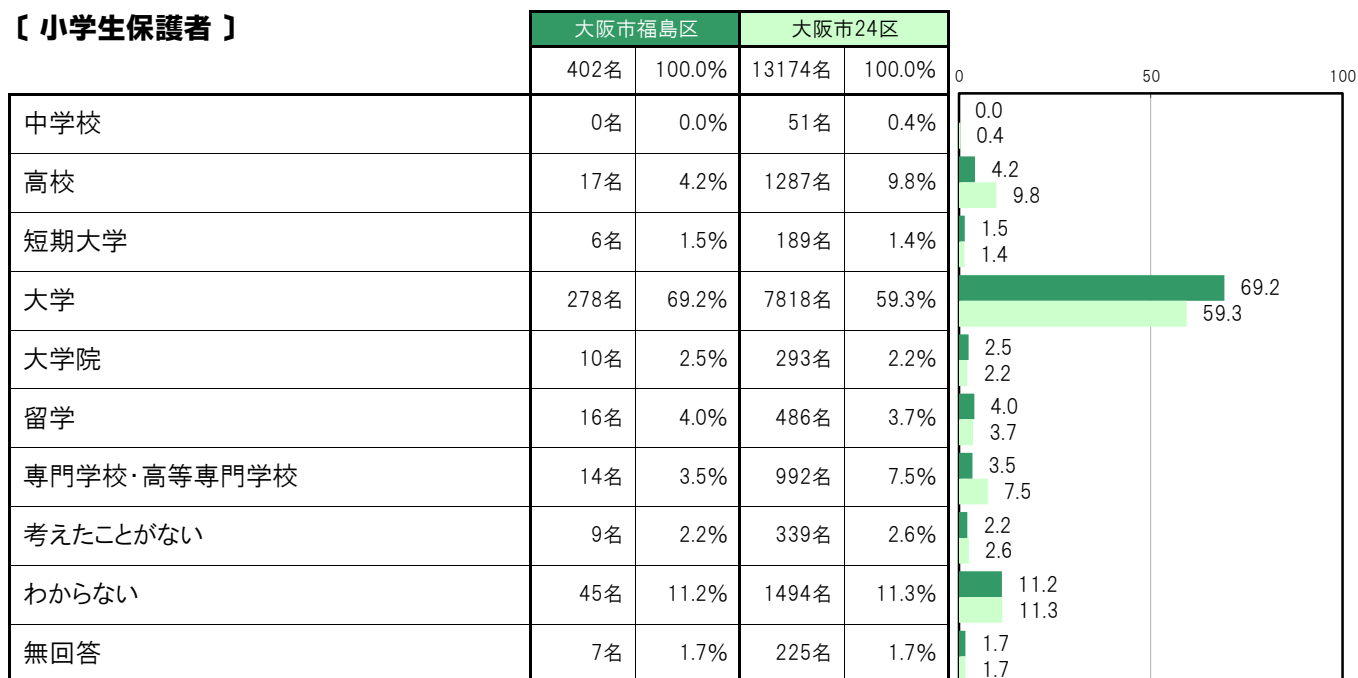 〔 小学生保護者 〕
大阪市福島区 大阪市24区
402名 100.0% 13174名 100.0%
0 50 100
中学校 0名 0.0% 51名 0.4%
0.0
0.4
高校 17名 4.2% 1287名 9.8%
4.2
9.8
短期大学 6名 1.5% 189名 1.4%
1.5
1.4
大学 278名 69.2% 7818名 59.3%
69.2
59.3
大学院 10名 2.5% 293名 2.2%
2.5
2.2
留学 16名 4.0% 486名 3.7%
4.0
3.7
専門学校・高等専門学校 14名 3.5% 992名 7.5%
3.5
7.5
考えたことがない 9名 2.2% 339名 2.6%
2.2
2.6
わからない 45名 11.2% 1494名 11.3%
11.2
11.3
無回答 7名 1.7% 225名 1.7%
1.7
1.7